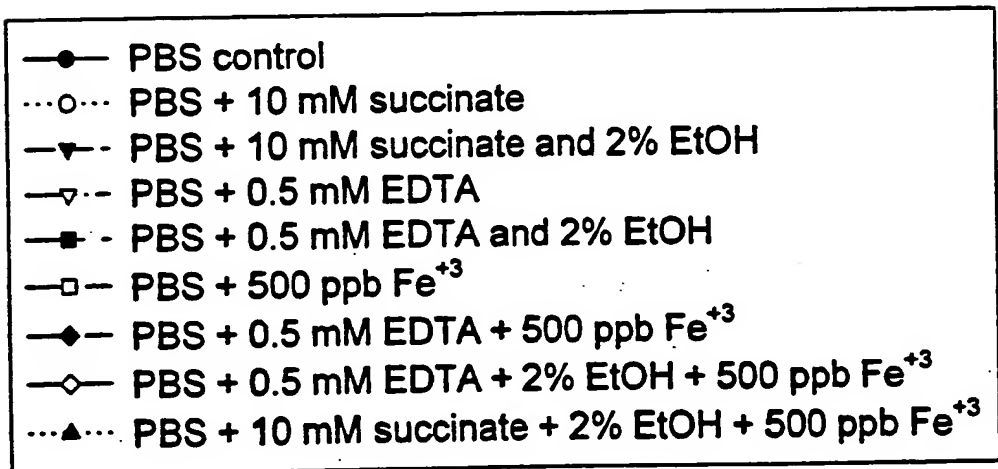 PBS control
PBS + 10 mM succinate
PBS + 10 mM succinate and 2% EtOH
PBS + 0.5 mM EDTA
PBS + 0.5 mM EDTA and 2% EtOH
PBS + 500 ppb Fe⁺³
PBS + 0.5 mM EDTA + 500 ppb Fe⁺³
PBS + 0.5 mM EDTA + 2% EtOH + 500 ppb Fe⁺³
PBS + 10 mM succinate + 2% EtOH + 500 ppb Fe⁺³